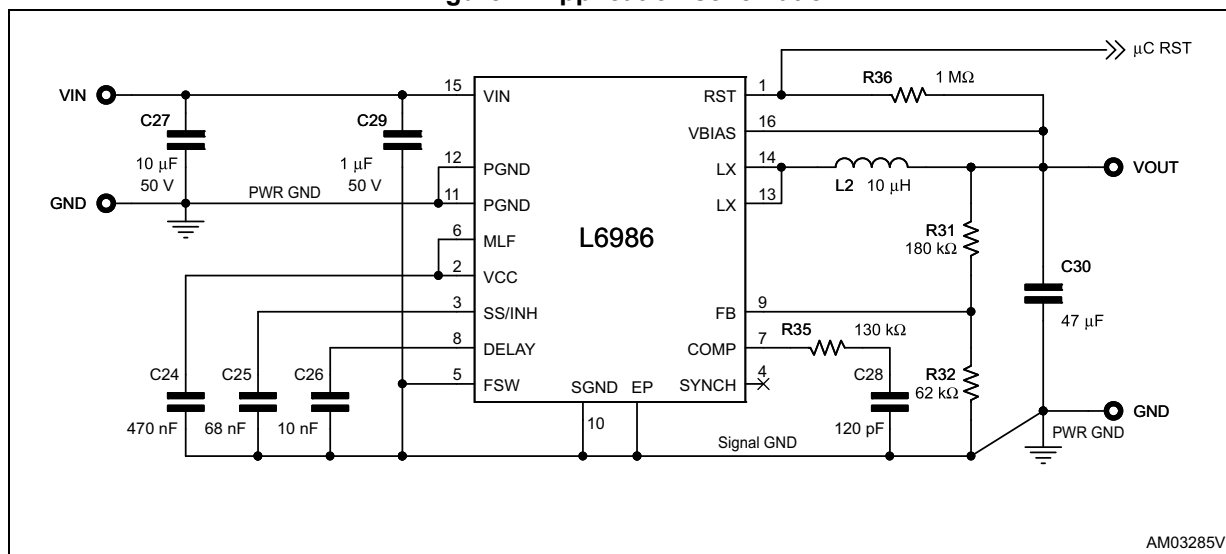 µC RST
R36
1 MΩ
VIN
15
VIN
RST
1
C27
10 µF
50 V
C29
1 µF
50 V
VBIAS
16
12
PGND
LX
14
L2
10 µH
VOUT
GND
PWR GND
11
PGND
LX
13
6
MLF
L6986
R31
180 kΩ
2
VCC
C30
47 µF
3
SS/INH
FB
9
R35
130 kΩ
8
DELAY
COMP
7
C24
470 nF
C25
68 nF
C26
10 nF
5
FSW
SGND
EP
SYNCH
4
C28
120 pF
R32
62 kΩ
10
GND
Signal GND
PWR GND
AM03285V